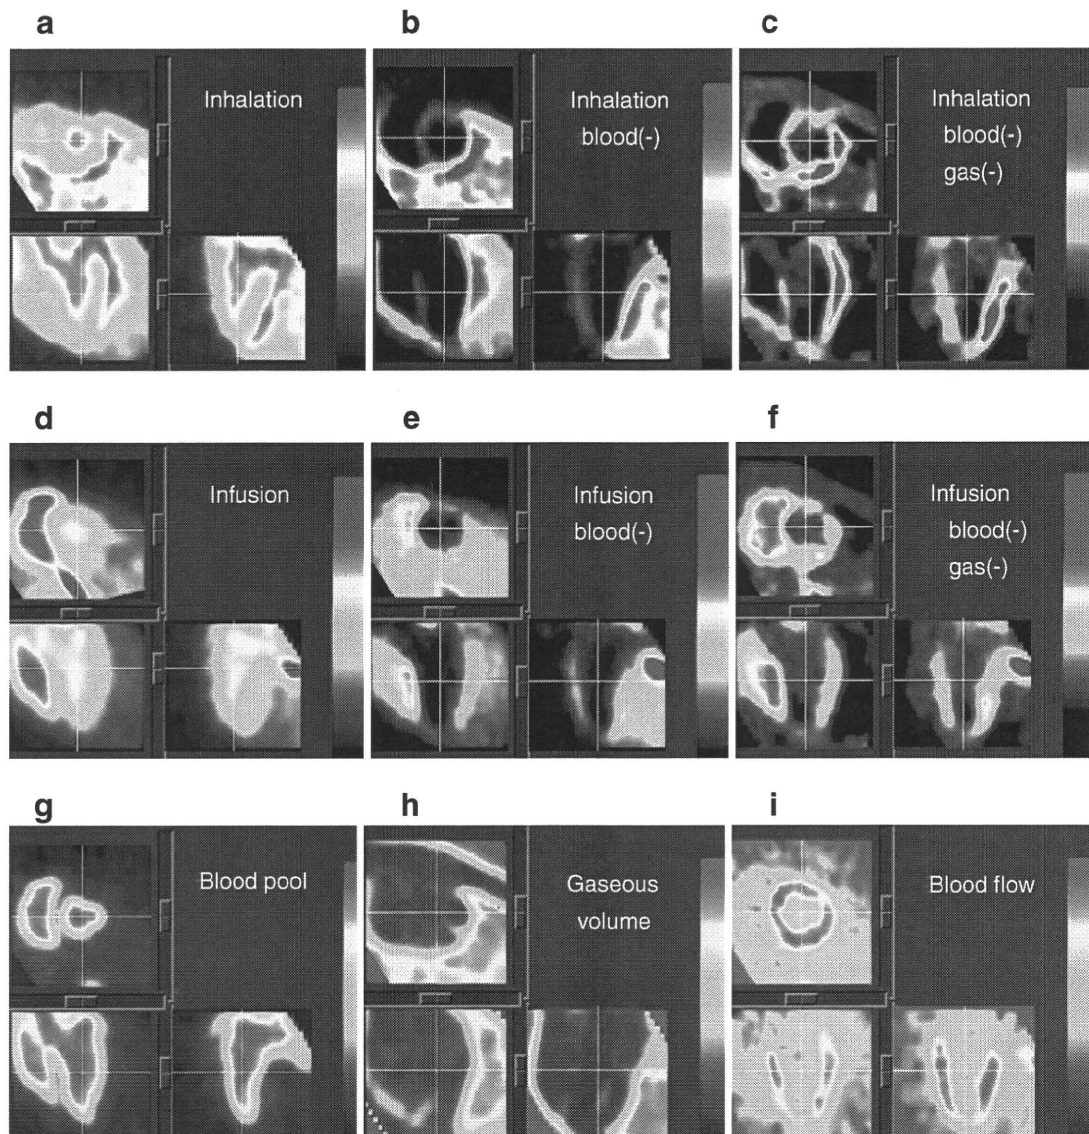 a
b
c
Inhalation
Inhalation
blood(-)
Inhalation
blood(-)
gas(-)
d
e
f
Infusion
Infusion
blood(-)
Infusion
blood(-)
gas(-)
g
h
i
Blood pool
Gaseous
volume
Blood flow